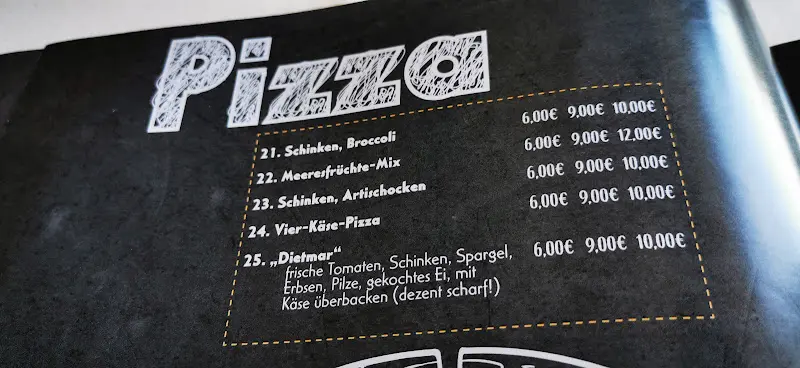 Pizza
21. Schinken, Broccoli 6,00€ 9,00€ 10,00€
22. Meeresfrüchte-Mix 6,00€ 9,00€ 12,00€
23. Schinken, Artischocken 6,00€ 9,00€ 10,00€
24. Vier-Käse-Pizza 6,00€ 9,00€ 10,00€
25. „Dietmar“ 6,00€ 9,00€ 10,00€
frische Tomaten, Schinken, Spargel,
Erbsen, Pilze, gekochtes Ei, mit
Käse überbacken (dezent scharf!)